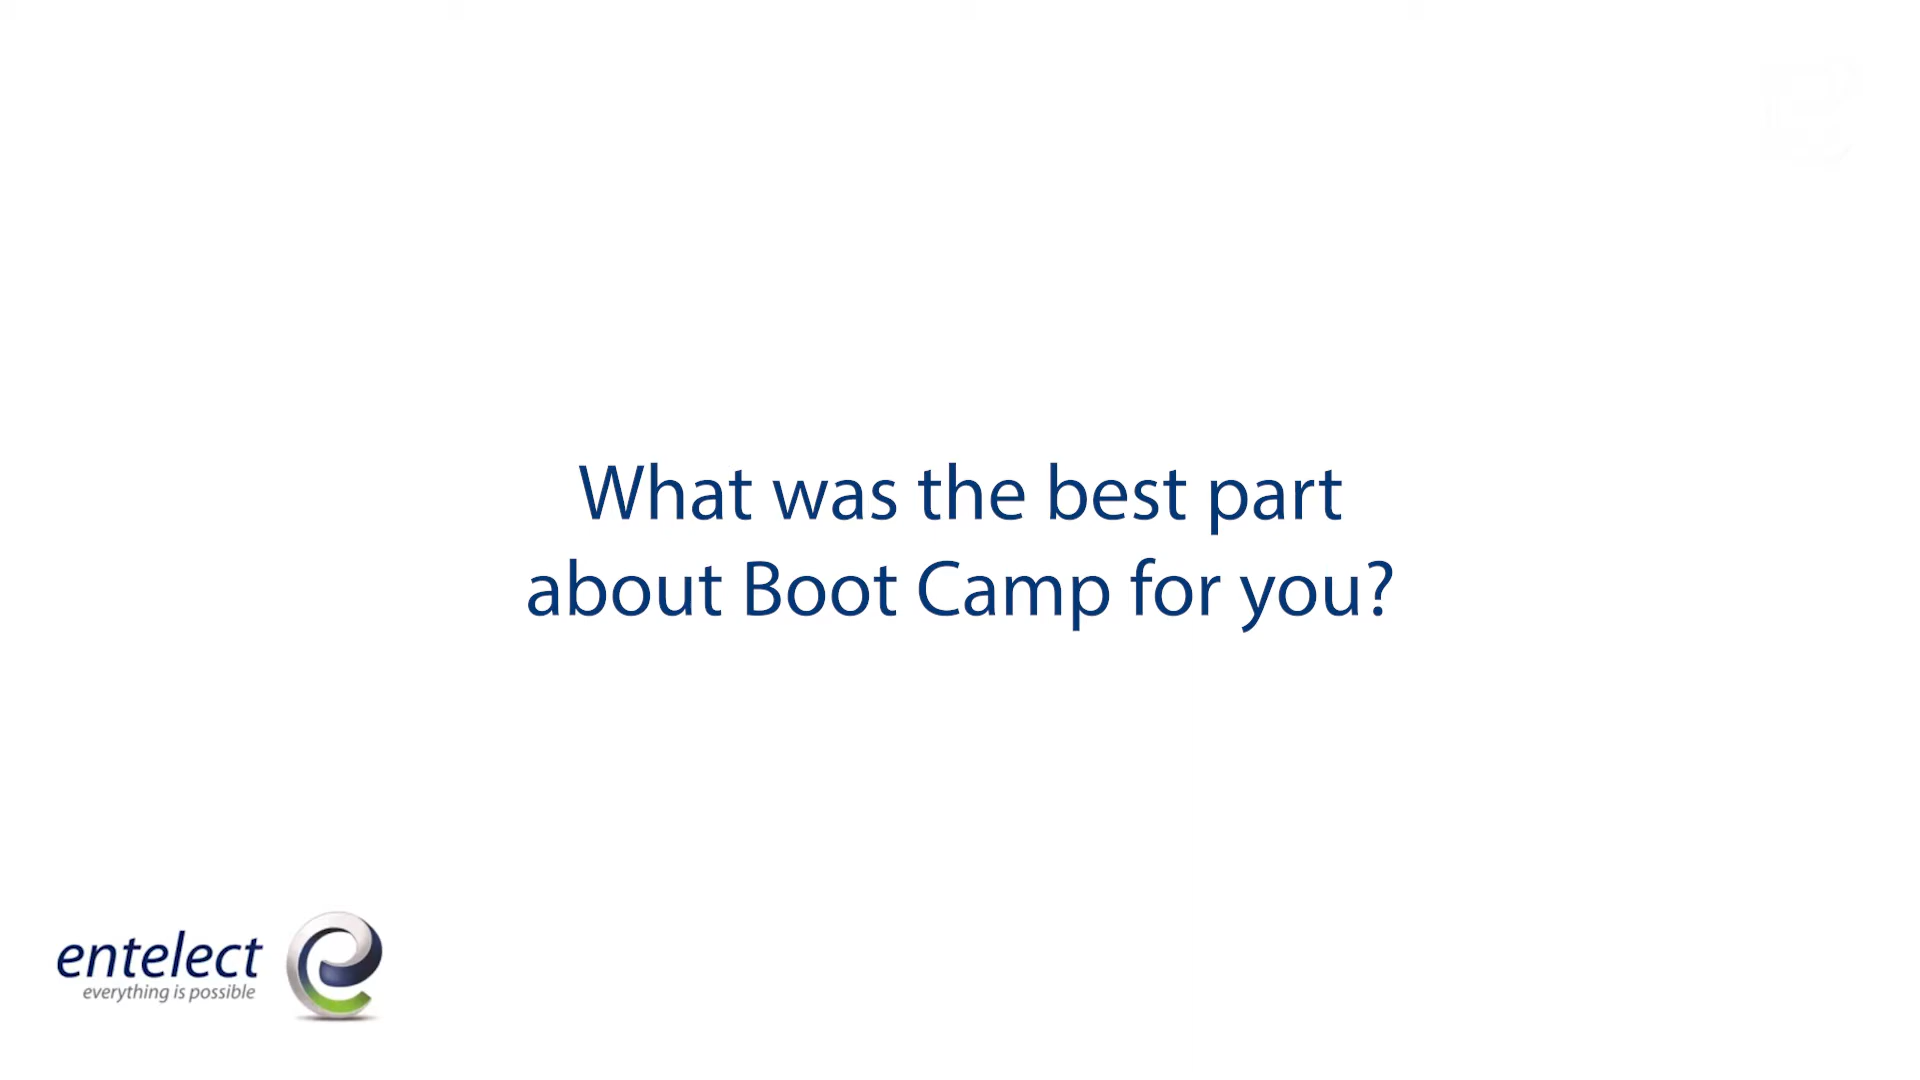 What was the best part
about Boot Camp for you?
entelect
everything is possible